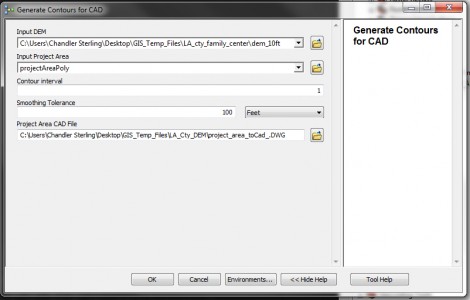 Generate Contours for CAD
Input DEM
C:\Users\Chandler Sterling\Desktop\GIS_Temp_Files\LA_cty_family_center\dem_10ft
Input Project Area
projectAreaPoly
Contour interval
1
Smoothing Tolerance
100 Feet
Project Area CAD File
C:\Users\Chandler Sterling\Desktop\GIS_Temp_Files\LA_Cty_DEM\project_area_toCad_.DWG
OK Cancel Environments... << Hide Help Tool Help
Generate Contours
for CAD